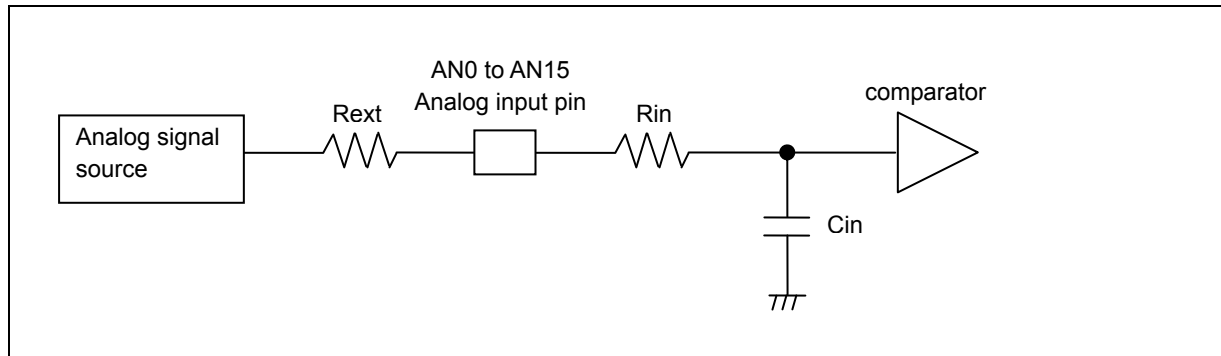 AN0 to AN15
Analog input pin
comparator
Rext
Rin
Analog signal
source
Cin